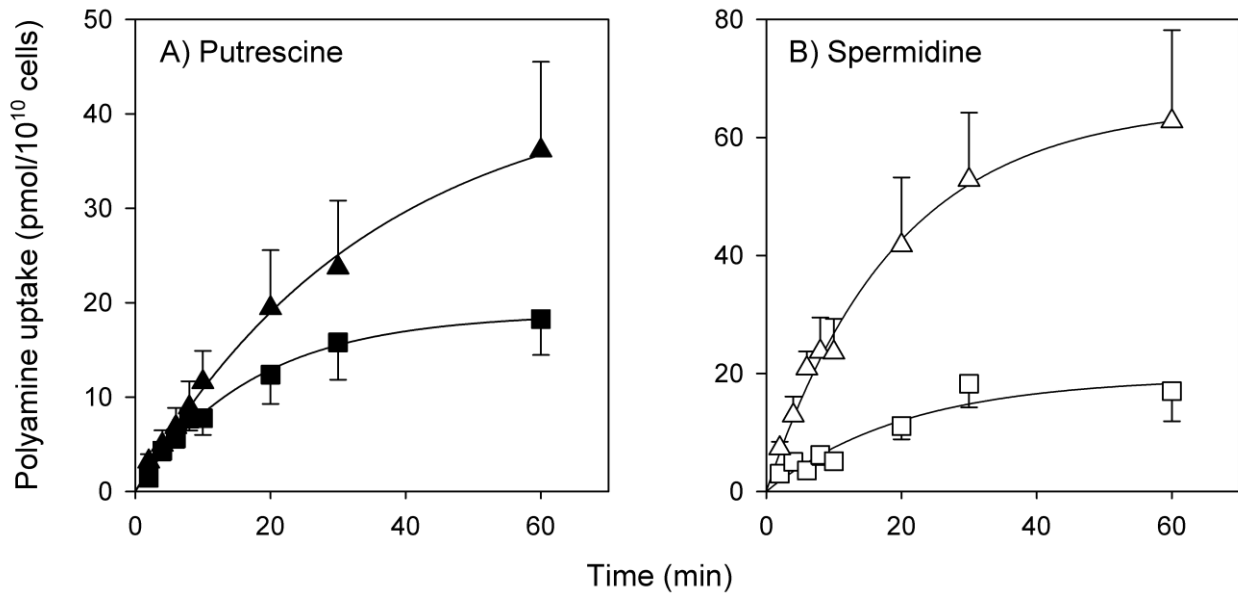 Polyamine uptake (pmol/10¹⁰ cells)
A) Putrescine
50
40
30
20
10
0
0 20 40 60
B) Spermidine
80
60
40
20
0
0 20 40 60
Time (min)